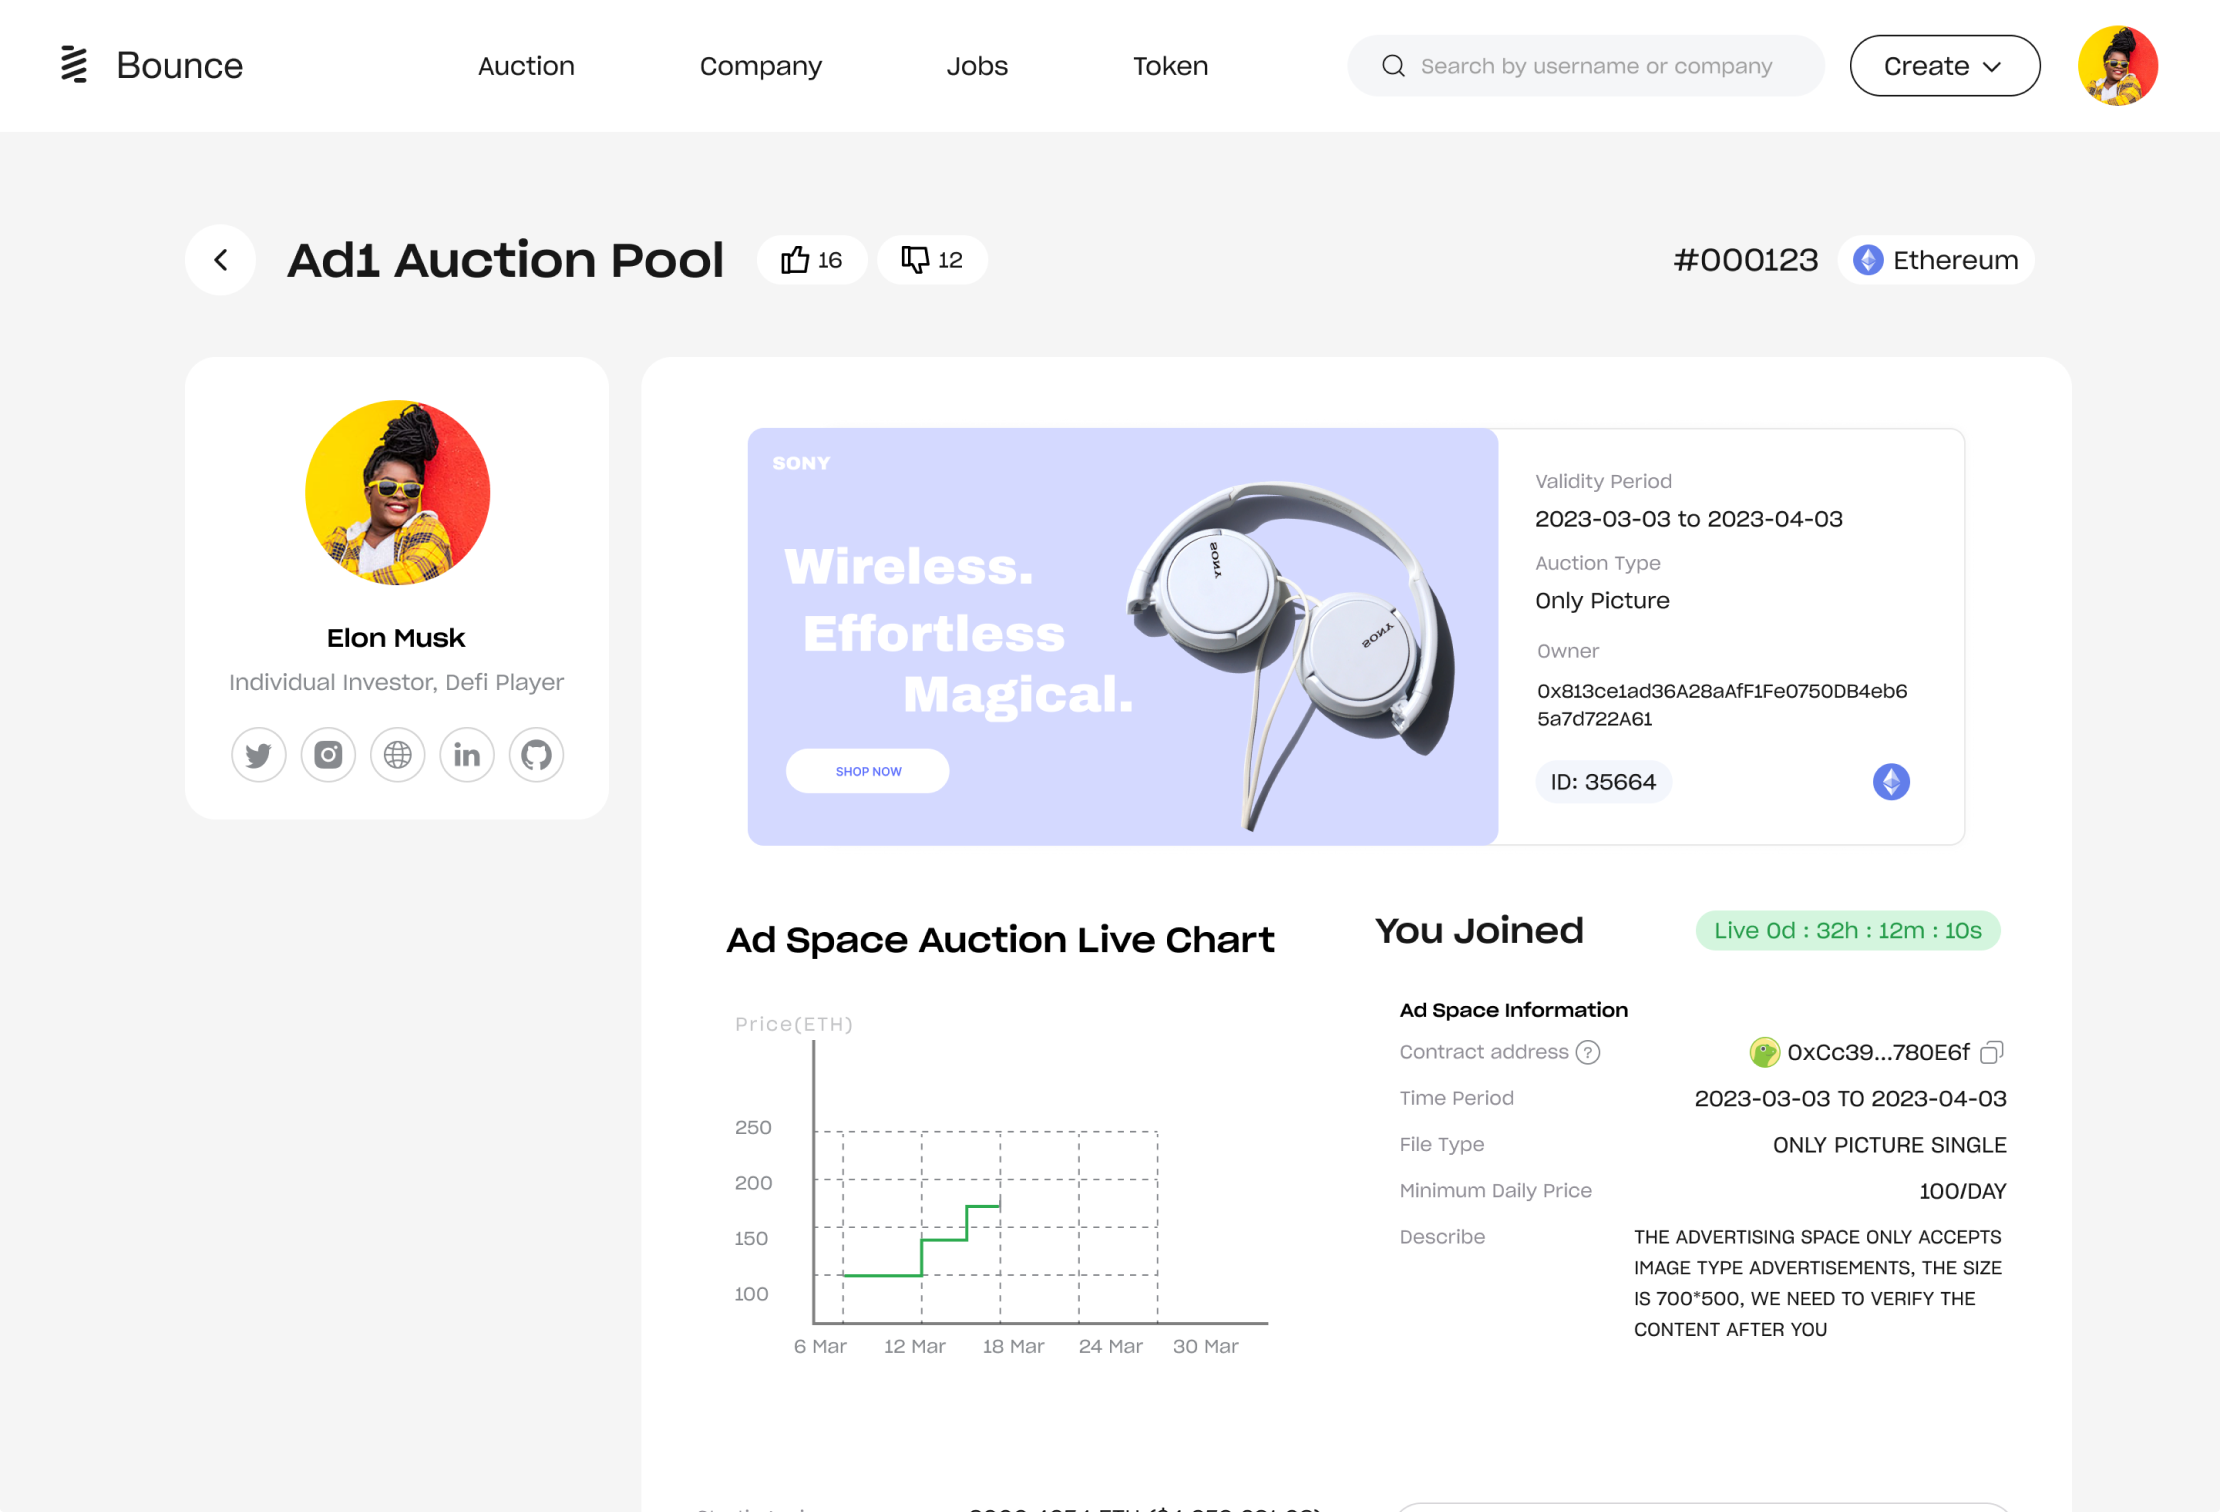 Bounce
Auction
Company
Jobs
Token
Search by username or company
Create
Ad1 Auction Pool
16
12
#000123
Ethereum
Elon Musk
Individual Investor, Defi Player
in
SONY
Wireless.
Effortless
Magical.
SHOP NOW
SONY
SONY
Validity Period
2023-03-03 to 2023-04-03
Auction Type
Only Picture
Owner
0x813ce1ad36A28aAfF1Fe0750DB4eb6
5a7d722A61
ID: 35664
Ad Space Auction Live Chart
Price(ETH)
250
200
150
100
6 Mar
12 Mar
18 Mar
24 Mar
30 Mar
You Joined
Live 0d : 32h : 12m : 10s
Ad Space Information
Contract address ?
0xCc39...780E6f
Time Period
2023-03-03 TO 2023-04-03
File Type
ONLY PICTURE SINGLE
Minimum Daily Price
100/DAY
Describe
THE ADVERTISING SPACE ONLY ACCEPTS
IMAGE TYPE ADVERTISEMENTS, THE SIZE
IS 700*500, WE NEED TO VERIFY THE
CONTENT AFTER YOU